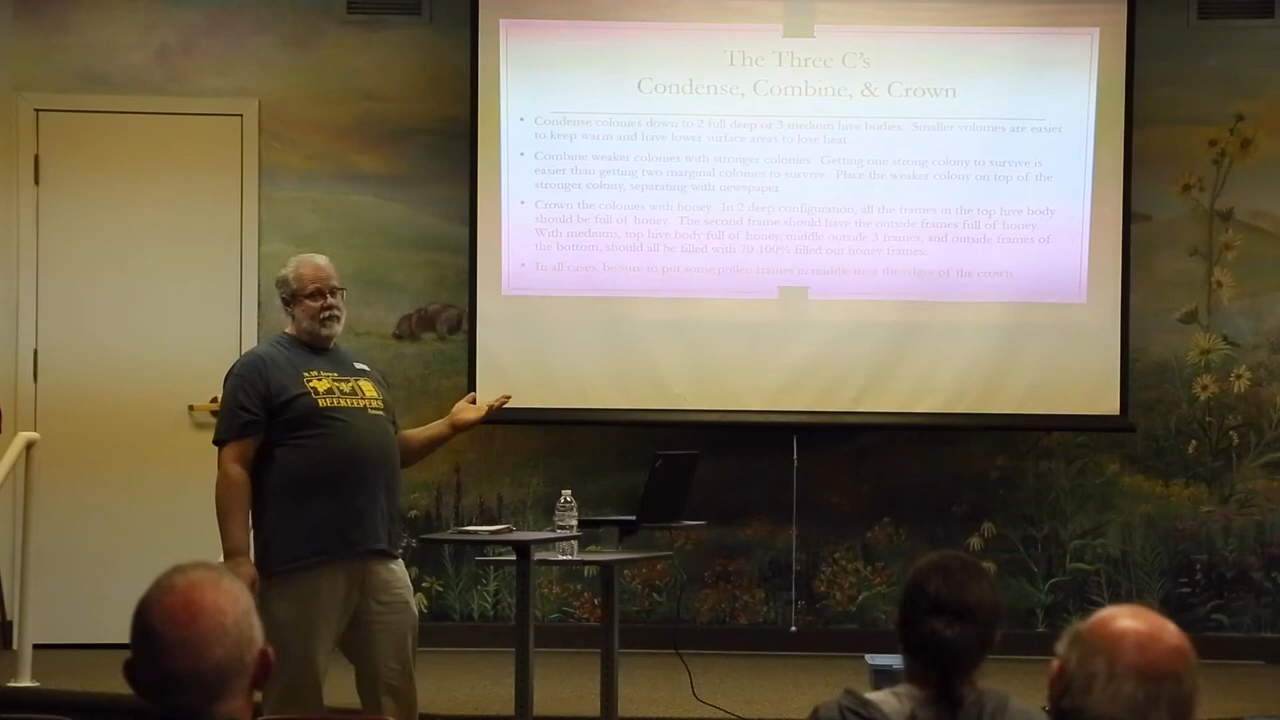 The Three C's
Condense, Combine, & Crown
• Condense colonies down to 2 full deep or 3 medium hive bodies. Smaller volumes are easier
to keep warm and have lower surface areas to lose heat.
• Combine weaker colonies with stronger colonies. Getting one strong colony to survive is
easier than getting two marginal colonies to survive. Place the weaker colony on top of the
stronger colony, separating with newspaper.
• Crown the colonies with honey. In 2 deep configuration, all the frames in the top hive body
should be full of honey. The second frame should have the outside frames full of honey.
With mediums, top hive body full of honey, middle outside 3 frames, and outside frames of
the bottom, should all be filled with 70-100% filled out honey frames.
• In all cases, be sure to put some pollen frames in middle near the edges of the crown.
N.W. Iowa
BEEKEEPERS
Assoc.